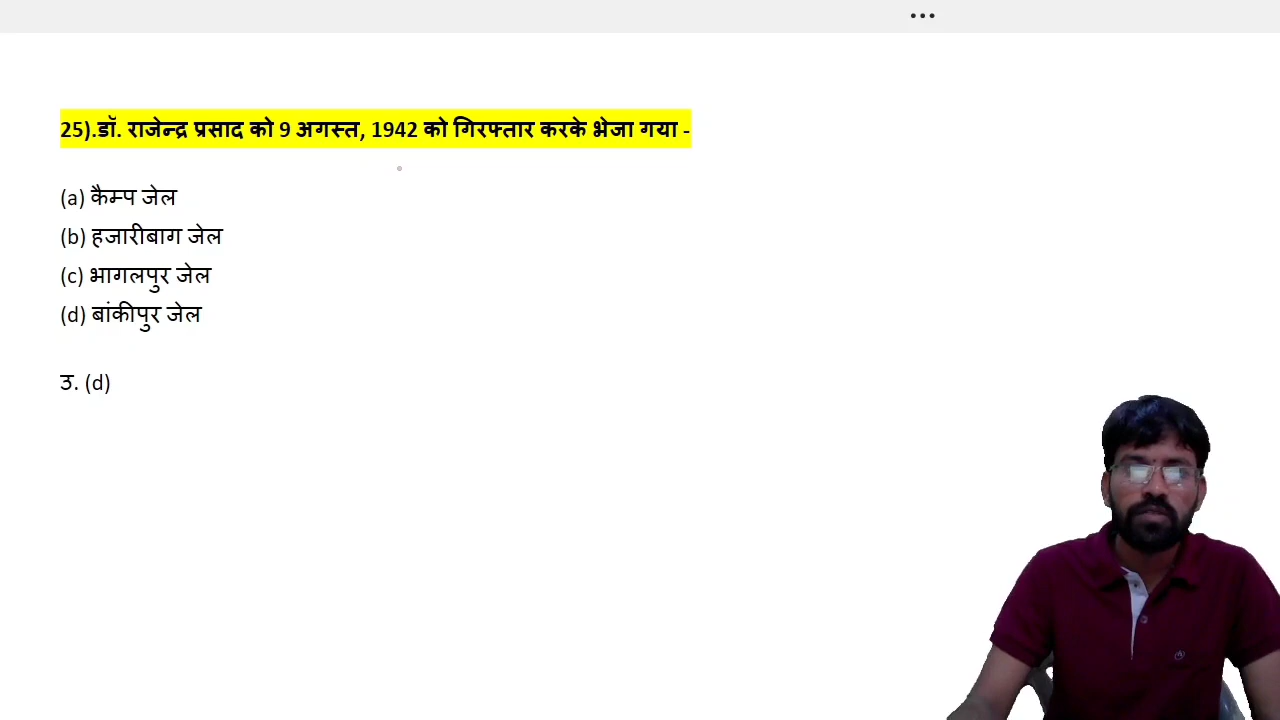 25).डॉ. राजेन्द्र प्रसाद को 9 अगस्त, 1942 को गिरफ्तार करके भेजा गया -
(a) कैम्प जेल
(b) हजारीबाग जेल
(c) भागलपुर जेल
(d) बांकीपुर जेल
उ. (d)